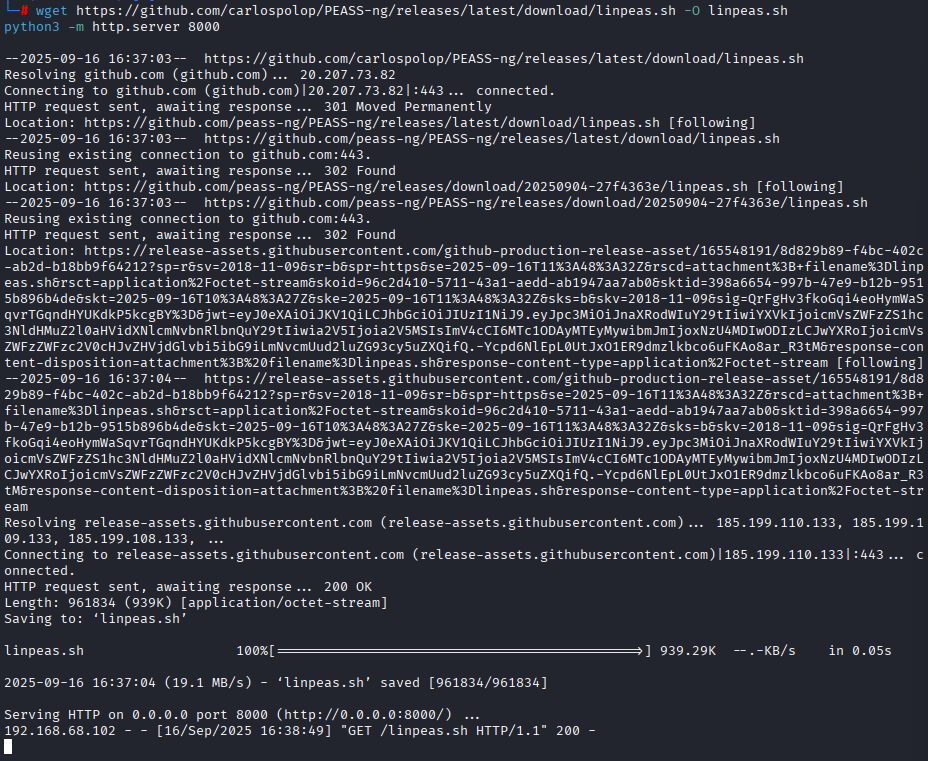 └─# wget https://github.com/carlospolop/PEASS-ng/releases/latest/download/linpeas.sh -O linpeas.sh
python3 -m http.server 8000
--2025-09-16 16:37:03--  https://github.com/carlospolop/PEASS-ng/releases/latest/download/linpeas.sh
Resolving github.com (github.com)... 20.207.73.82
Connecting to github.com (github.com)|20.207.73.82|:443... connected.
HTTP request sent, awaiting response... 301 Moved Permanently
Location: https://github.com/peass-ng/PEASS-ng/releases/latest/download/linpeas.sh [following]
--2025-09-16 16:37:03--  https://github.com/peass-ng/PEASS-ng/releases/latest/download/linpeas.sh
Reusing existing connection to github.com:443.
HTTP request sent, awaiting response... 302 Found
Location: https://github.com/peass-ng/PEASS-ng/releases/download/20250904-27f4363e/linpeas.sh [following]
--2025-09-16 16:37:03--  https://github.com/peass-ng/PEASS-ng/releases/download/20250904-27f4363e/linpeas.sh
Reusing existing connection to github.com:443.
HTTP request sent, awaiting response... 302 Found
Location: https://release-assets.githubusercontent.com/github-production-release-asset/165548191/8d829b89-f4bc-402c
-ab2d-b18bb9f64212?sp=r&sv=2018-11-09&sr=b&spr=https&se=2025-09-16T11%3A48%3A32Z&rscd=attachment%3B+filename%3Dlinp
eas.sh&rsct=application%2Foctet-stream&skoid=96c2d410-5711-43a1-aedd-ab1947aa7ab0&sktid=398a6654-997b-47e9-b12b-951
5b896b4de&skt=2025-09-16T10%3A48%3A27Z&ske=2025-09-16T11%3A48%3A32Z&sks=b&skv=2018-11-09&sig=QrFgHv3fkoGqi4eoHymWaS
qvrTGqndHYUKdkP5kcgBY%3D&jwt=eyJ0eXAiOiJKV1QiLCJhbGciOiJIUzI1NiJ9.eyJpc3MiOiJnaXRodWIuY29tIiwiYXVkIjoicmVsZWFzZS1hc
3NldHMuZ2l0aHVidXNlcmNvbnRlbnQuY29tIiwia2V5Ijoia2V5MSIsImV4cCI6MTc1ODAyMTEyMywibmJmIjoxNzU4MDIwODIzLCJwYXRoIjoicmVs
ZWFzZWFzc2V0cHJvZHVjdGlvbi5ibG9iLmNvcmUud2luZG93cy5uZXQifQ.-Ycpd6NlEpL0UtJxO1ER9dmzlkbco6uFKAo8ar_R3tM&response-con
tent-disposition=attachment%3B%20filename%3Dlinpeas.sh&response-content-type=application%2Foctet-stream [following]
--2025-09-16 16:37:04--  https://release-assets.githubusercontent.com/github-production-release-asset/165548191/8d8
29b89-f4bc-402c-ab2d-b18bb9f64212?sp=r&sv=2018-11-09&sr=b&spr=https&se=2025-09-16T11%3A48%3A32Z&rscd=attachment%3B+
filename%3Dlinpeas.sh&rsct=application%2Foctet-stream&skoid=96c2d410-5711-43a1-aedd-ab1947aa7ab0&sktid=398a6654-997
b-47e9-b12b-9515b896b4de&skt=2025-09-16T10%3A48%3A27Z&ske=2025-09-16T11%3A48%3A32Z&sks=b&skv=2018-11-09&sig=QrFgHv3
fkoGqi4eoHymWaSqvrTGqndHYUKdkP5kcgBY%3D&jwt=eyJ0eXAiOiJKV1QiLCJhbGciOiJIUzI1NiJ9.eyJpc3MiOiJnaXRodWIuY29tIiwiYXVkIj
oicmVsZWFzZS1hc3NldHMuZ2l0aHVidXNlcmNvbnRlbnQuY29tIiwia2V5Ijoia2V5MSIsImV4cCI6MTc1ODAyMTEyMywibmJmIjoxNzU4MDIwODIzL
CJwYXRoIjoicmVsZWFzZWFzc2V0cHJvZHVjdGlvbi5ibG9iLmNvcmUud2luZG93cy5uZXQifQ.-Ycpd6NlEpL0UtJxO1ER9dmzlkbco6uFKAo8ar_R3
tM&response-content-disposition=attachment%3B%20filename%3Dlinpeas.sh&response-content-type=application%2Foctet-str
eam
Resolving release-assets.githubusercontent.com (release-assets.githubusercontent.com)... 185.199.110.133, 185.199.1
09.133, 185.199.108.133, ...
Connecting to release-assets.githubusercontent.com (release-assets.githubusercontent.com)|185.199.110.133|:443... c
onnected.
HTTP request sent, awaiting response... 200 OK
Length: 961834 (939K) [application/octet-stream]
Saving to: ‘linpeas.sh’
linpeas.sh                   100%[==============================================>] 939.29K  --.-KB/s    in 0.05s
2025-09-16 16:37:04 (19.1 MB/s) - ‘linpeas.sh’ saved [961834/961834]
Serving HTTP on 0.0.0.0 port 8000 (http://0.0.0.0:8000/) ...
192.168.68.102 - - [16/Sep/2025 16:38:49] "GET /linpeas.sh HTTP/1.1" 200 -